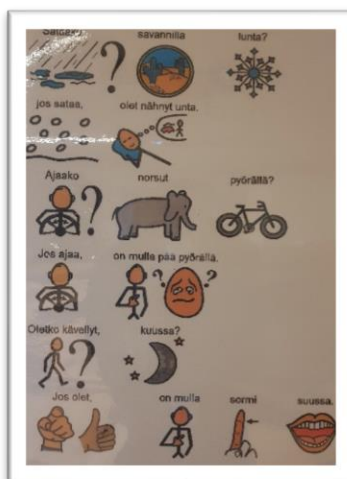 Sataako savannilla lunta?
jos sataa, olet nähnyt unta.
Ajaako norsut pyörällä?
Jos ajaa, on mulla pää pyörällä.
Oletko kävellyt, kuussa?
Jos olet, on mulla sormi suussa.